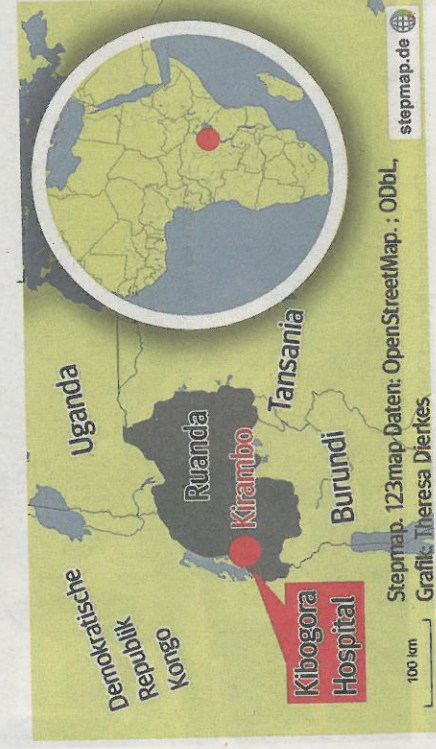 Demokratische
Republik
Kongo
Uganda
Ruanda
Kirambo
Tansania
Burundi
Kibogora
Hospital
100 km
Stepmap. 123map Daten: OpenStreetMap. ; ODbL,
Grafik: Theresa Dierkes
stepmap.de